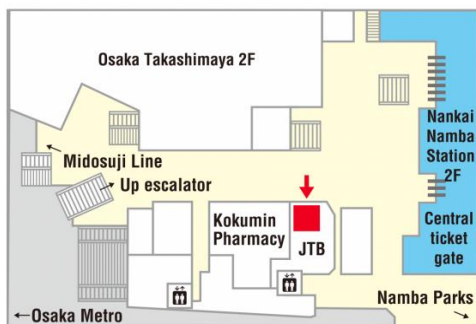 Osaka Takashimaya 2F
Nankai
Namba
Station
2F
Midosuji Line
Up escalator
Kokumin
Pharmacy
JTB
Central
ticket
gate
Osaka Metro
Namba Parks